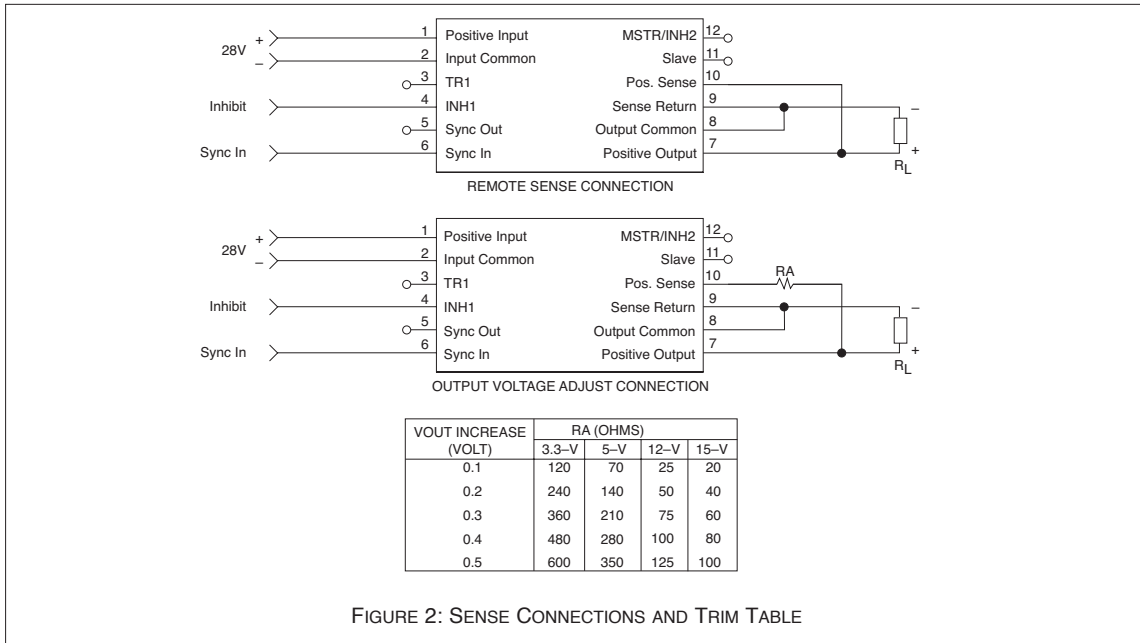 1 Positive Input MSTR/INH2 12
28V + – 2 Input Common Slave 11
3 TR1 Pos. Sense 10
Inhibit 4 INH1 Sense Return 9 –
5 Sync Out Output Common 8
Sync In 6 Sync In Positive Output 7 + RL
REMOTE SENSE CONNECTION
1 Positive Input MSTR/INH2 12
28V + – 2 Input Common Slave 11
3 TR1 Pos. Sense 10 RA
Inhibit 4 INH1 Sense Return 9 –
5 Sync Out Output Common 8
Sync In 6 Sync In Positive Output 7 + RL
OUTPUT VOLTAGE ADJUST CONNECTION
VOUT INCREASE RA (OHMS)
(VOLT) 3.3–V 5–V 12–V 15–V
0.1 120 70 25 20
0.2 240 140 50 40
0.3 360 210 75 60
0.4 480 280 100 80
0.5 600 350 125 100
FIGURE 2: SENSE CONNECTIONS AND TRIM TABLE